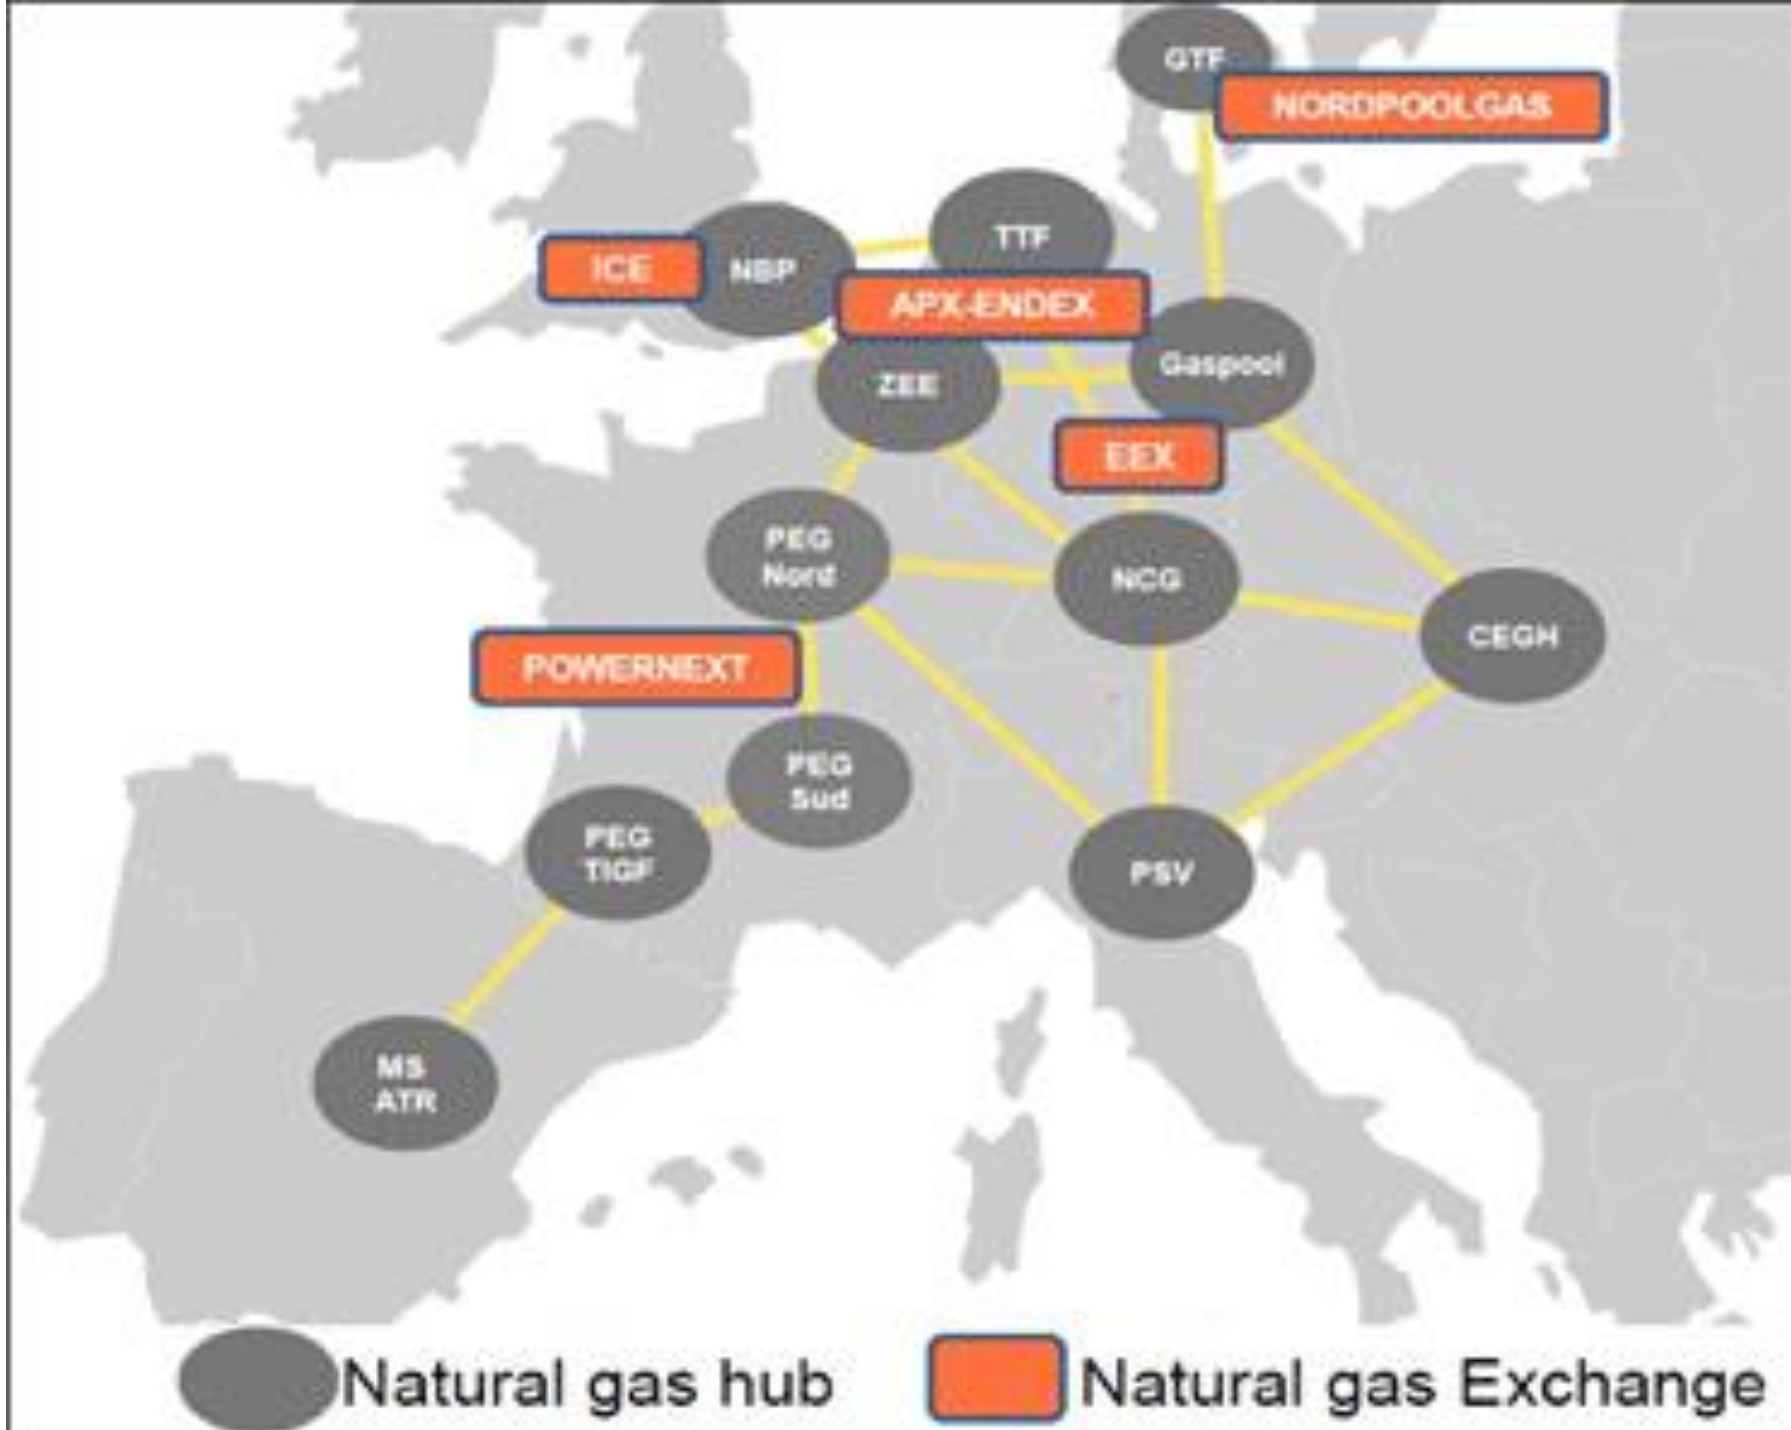 GTF
NORDPOOLGAS
TTF
ICE
NBP
APX-ENDEX
ZEE
Gaspool
EEX
PEG
Nord
NCG
CEGH
POWERNEXT
PEG
Sud
PEG
TIGF
PSV
MS
ATR
Natural gas hub
Natural gas Exchange